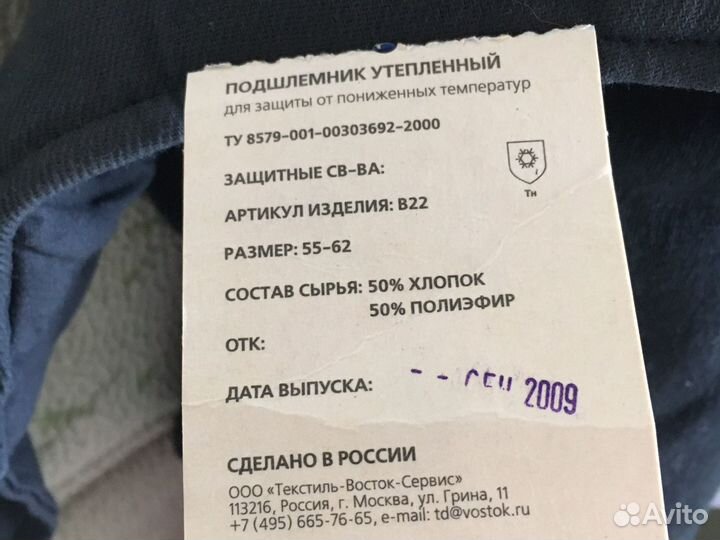 ПОДШЛЕМНИК УТЕПЛЕННЫЙ
для защиты от пониженных температур
ТУ 8579-001-00303692-2000
ЗАЩИТНЫЕ СВ-ВА:
Тн
АРТИКУЛ ИЗДЕЛИЯ: В22
РАЗМЕР: 55-62
СОСТАВ СЫРЬЯ: 50% ХЛОПОК
50% ПОЛИЭФИР
ОТК:
ДАТА ВЫПУСКА: СЕН 2009
СДЕЛАНО В РОССИИ
ООО «Текстиль-Восток-Сервис»
113216, Россия, г. Москва, ул. Грина, 11
+7 (495) 665-76-65, e-mail: td@vostok.ru
Avito